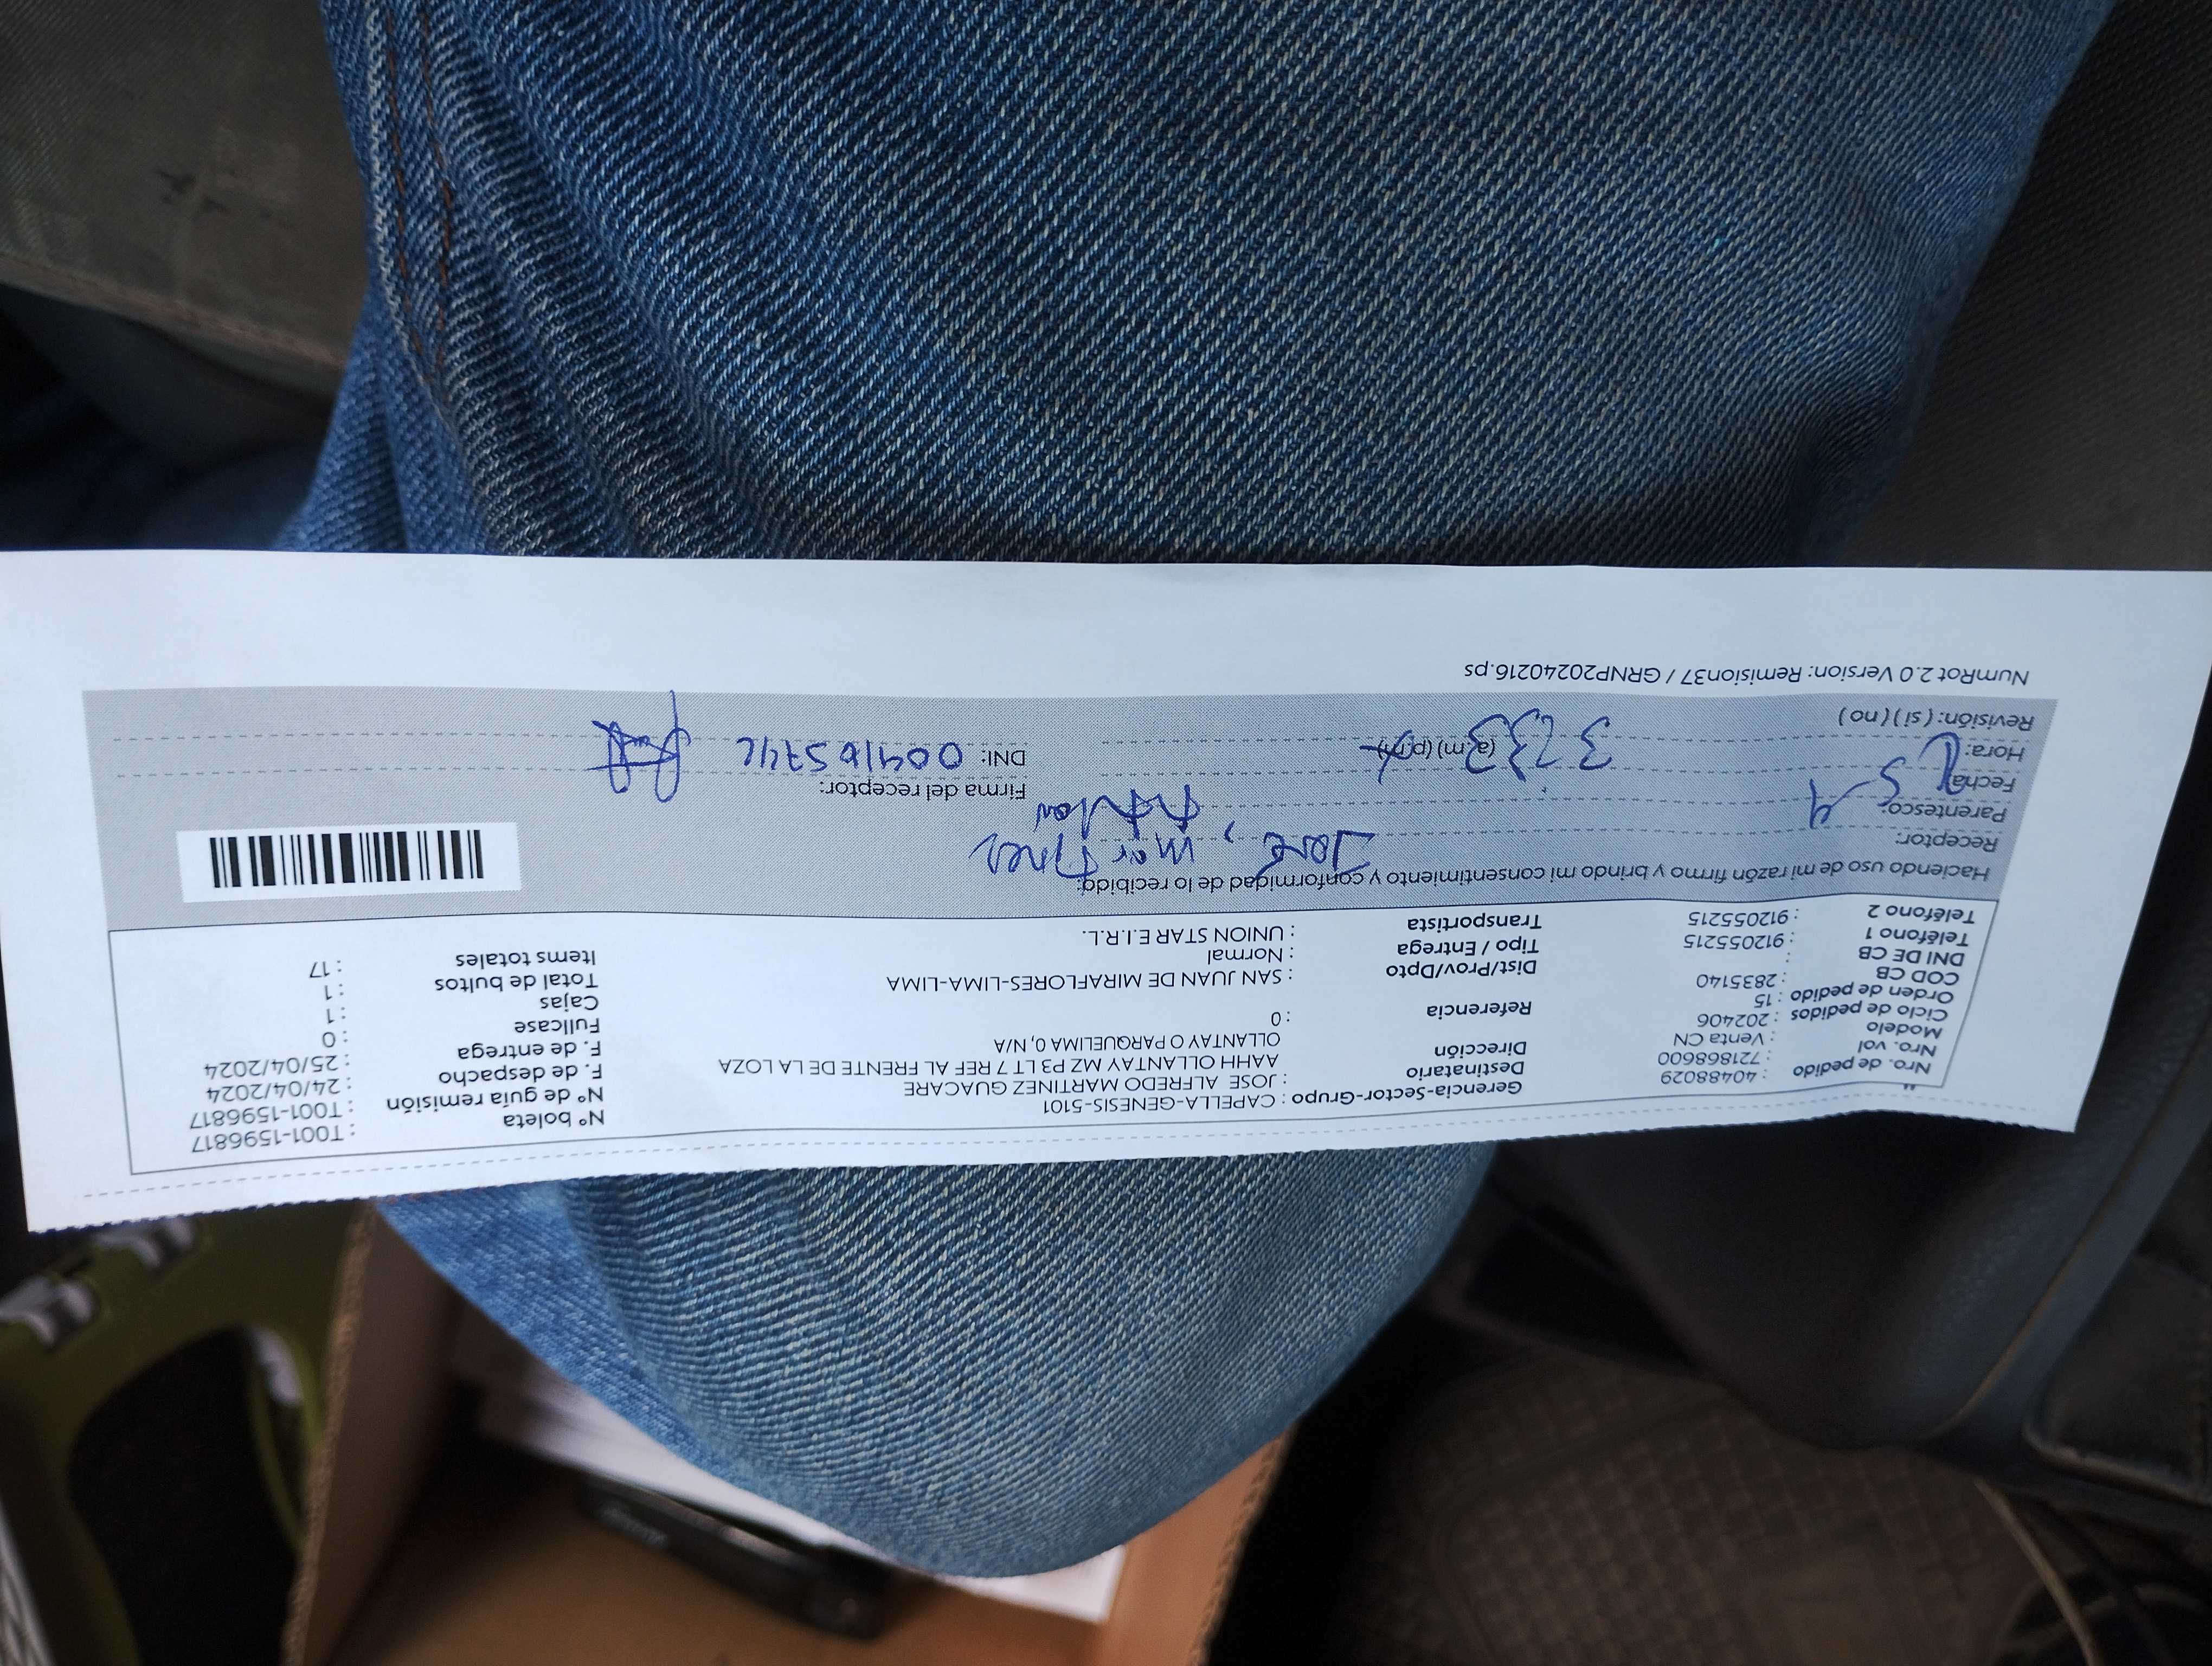 Nro. de pedido : 40488029
Nro. vol : 721868600
Modelo : Venta CN
Ciclo de pedidos : 202406
Orden de pedido : 15
COD CB : 2835140
DNI DE CB :
Teléfono 1 : 912055215
Teléfono 2 : 912055215
Gerencia-Sector-Grupo : CAPELLA-GENESIS-5101
Destinatario : JOSE ALFREDO MARTINEZ GUACARE
Dirección AAHH OLLANTAY MZ P3 LT 7 REF AL FRENTE DE LA LOZA
OLLANTAY O PARQUELIMA 0, N/A
Referencia : 0
Dist/Prov/Dpto : SAN JUAN DE MIRAFLORES-LIMA-LIMA
Tipo / Entrega : Normal
Transportista : UNION STAR E.I.R.L.
Nº boleta : T001-1596817
Nº de guía remisión : T001-1596817
F. de despacho : 24/04/2024
F. de entrega : 25/04/2024
Fullcase : 0
Cajas : 1
Total de bultos : 1
Items totales : 17
Haciendo uso de mi razón firmo y brindo mi consentimiento y conformidad de lo recibido:
Receptor: José
Parentesco:
Fecha:
Hora: (a.m) (p.m)
Revisión: (si) (no)
Firma del receptor:
DNI:
NumRot 2.0 Version: Remision37 / GRNP20240216.ps